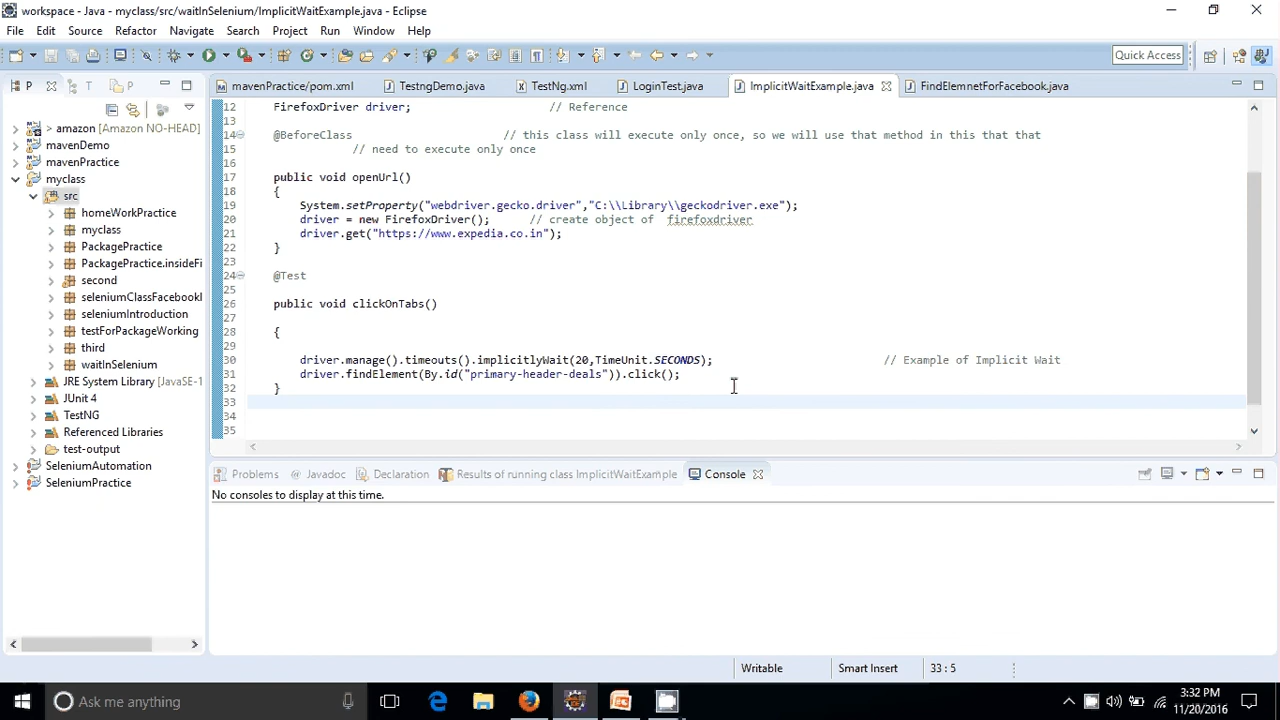 workspace - Java - myclass/src/waitInSelenium/ImplicitWaitExample.java - Eclipse
File Edit Source Refactor Navigate Search Project Run Window Help
Quick Access
P T P
mavenPractice/pom.xml TestngDemo.java TestNg.xml LoginTest.java ImplicitWaitExample.java FindElemnetForFacebook.java
> amazon [Amazon NO-HEAD]
mavenDemo
mavenPractice
myclass
src
homeWorkPractice
myclass
PackagePractice
PackagePractice.insideFi
second
seleniumClassFacebookI
seleniumIntroduction
testForPackageWorking
third
waitInSelenium
JRE System Library [JavaSE-1
JUnit 4
TestNG
Referenced Libraries
test-output
SeleniumAutomation
SeleniumPractice
12 FirefoxDriver driver; // Reference
13
14 @BeforeClass // this class will execute only once, so we will use that method in this that that
15 // need to execute only once
16
17 public void openUrl()
18 {
19 System.setProperty("webdriver.gecko.driver","C:\\Library\\geckodriver.exe");
20 driver = new FirefoxDriver(); // create object of firefoxdriver
21 driver.get("https://www.expedia.co.in");
22 }
23
24 @Test
25
26 public void clickOnTabs()
27
28 {
29
30 driver.manage().timeouts().implicitlyWait(20,TimeUnit.SECONDS); // Example of Implicit Wait
31 driver.findElement(By.id("primary-header-deals")).click();
32 }
33
34
35
Problems @ Javadoc Declaration Results of running class ImplicitWaitExample Console
No consoles to display at this time.
Writable Smart Insert 33 : 5
Ask me anything
3:32 PM
11/20/2016